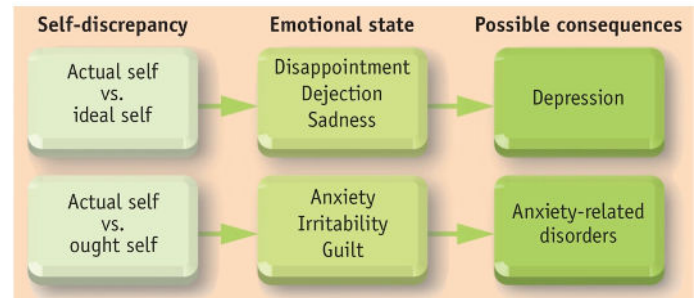 Self-discrepancy
Emotional state
Possible consequences
Actual self
vs.
ideal self
Disappointment
Dejection
Sadness
Depression
Actual self
vs.
ought self
Anxiety
Irritability
Guilt
Anxiety-related
disorders